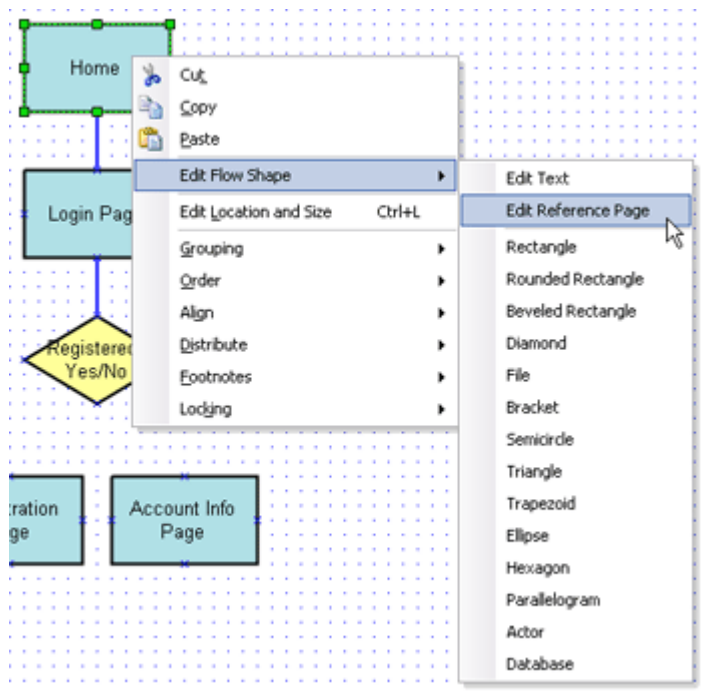 Home
Login Pag
Registered
Yes/No
ration
ge
Account Info
Page
Cut
Copy
Paste
Edit Flow Shape
Edit Location and Size Ctrl+L
Grouping
Order
Align
Distribute
Footnotes
Locking
Edit Text
Edit Reference Page
Rectangle
Rounded Rectangle
Beveled Rectangle
Diamond
File
Bracket
Semicircle
Triangle
Trapezoid
Ellipse
Hexagon
Parallelogram
Actor
Database